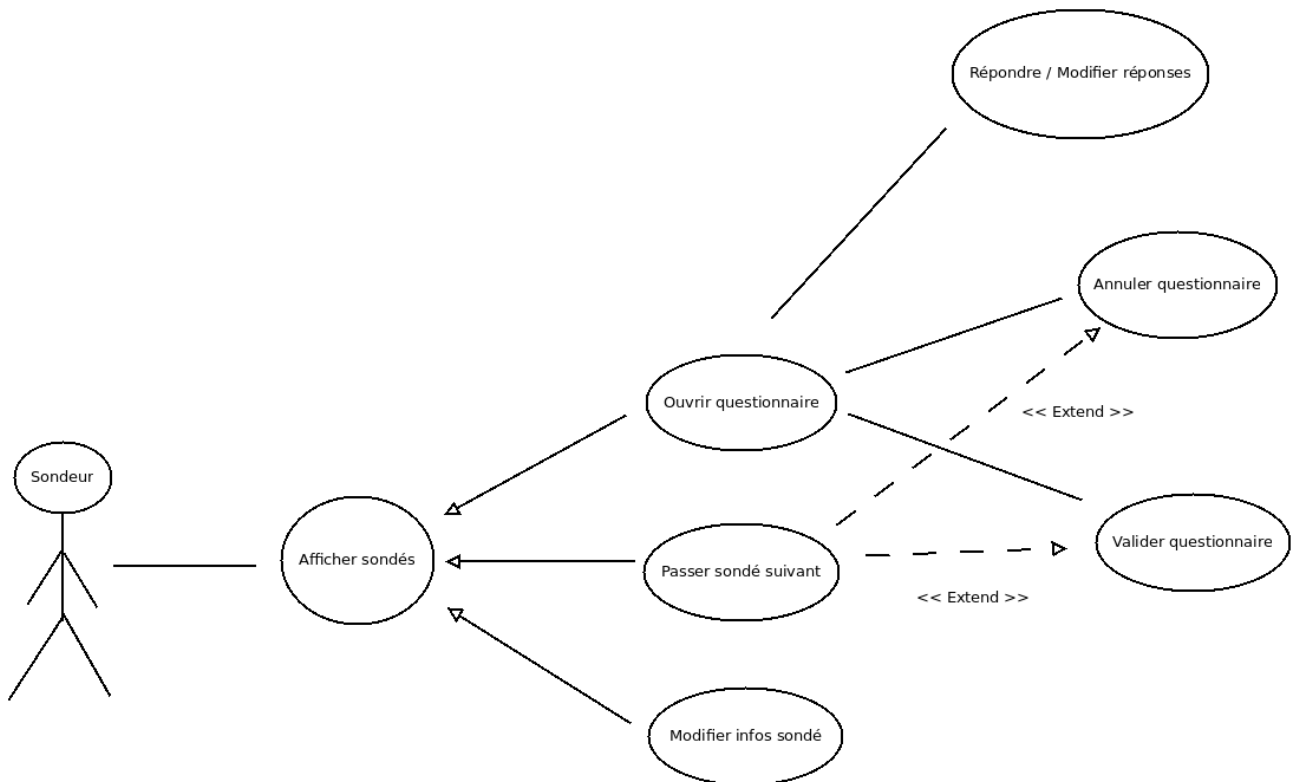 Répondre / Modifier réponses
Annuler questionnaire
Ouvrir questionnaire
<< Extend >>
Sondeur
Afficher sondés
Passer sondé suivant
Valider questionnaire
<< Extend >>
Modifier infos sondé